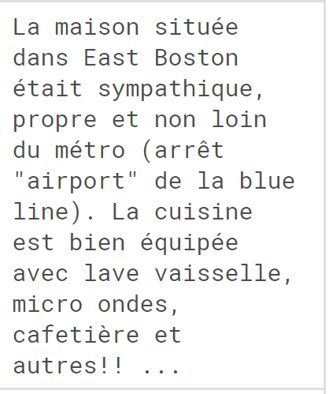 La maison située
dans East Boston
était sympathique,
propre et non loin
du métro (arrêt
"airport" de la blue
line). La cuisine
est bien équipée
avec lave vaisselle,
micro ondes,
cafetière et
autres!! ...